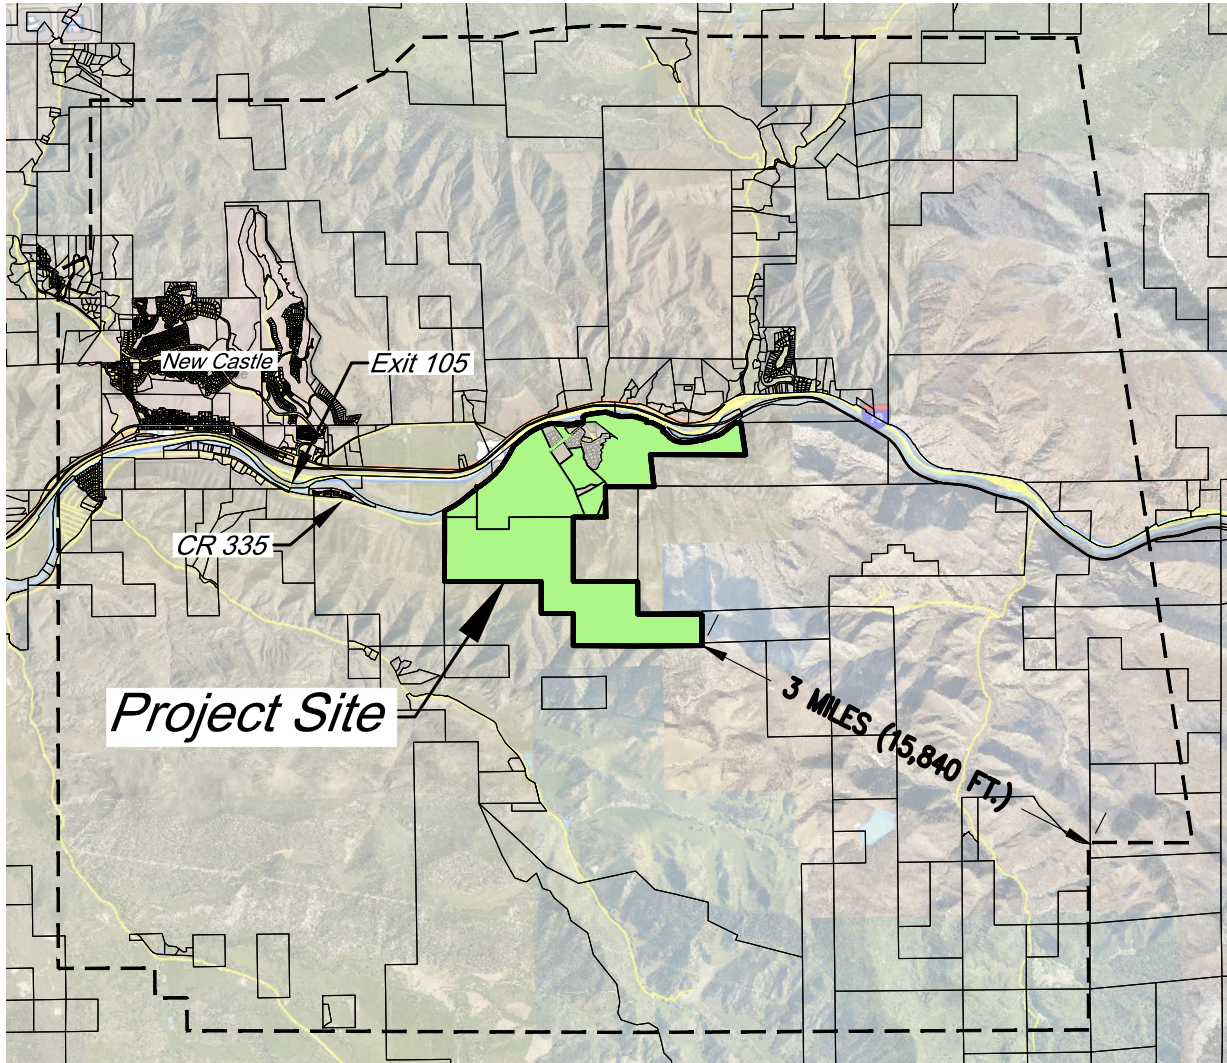 New Castle
Exit 105
CR 335
Project Site
3 MILES (15,840 FT.)